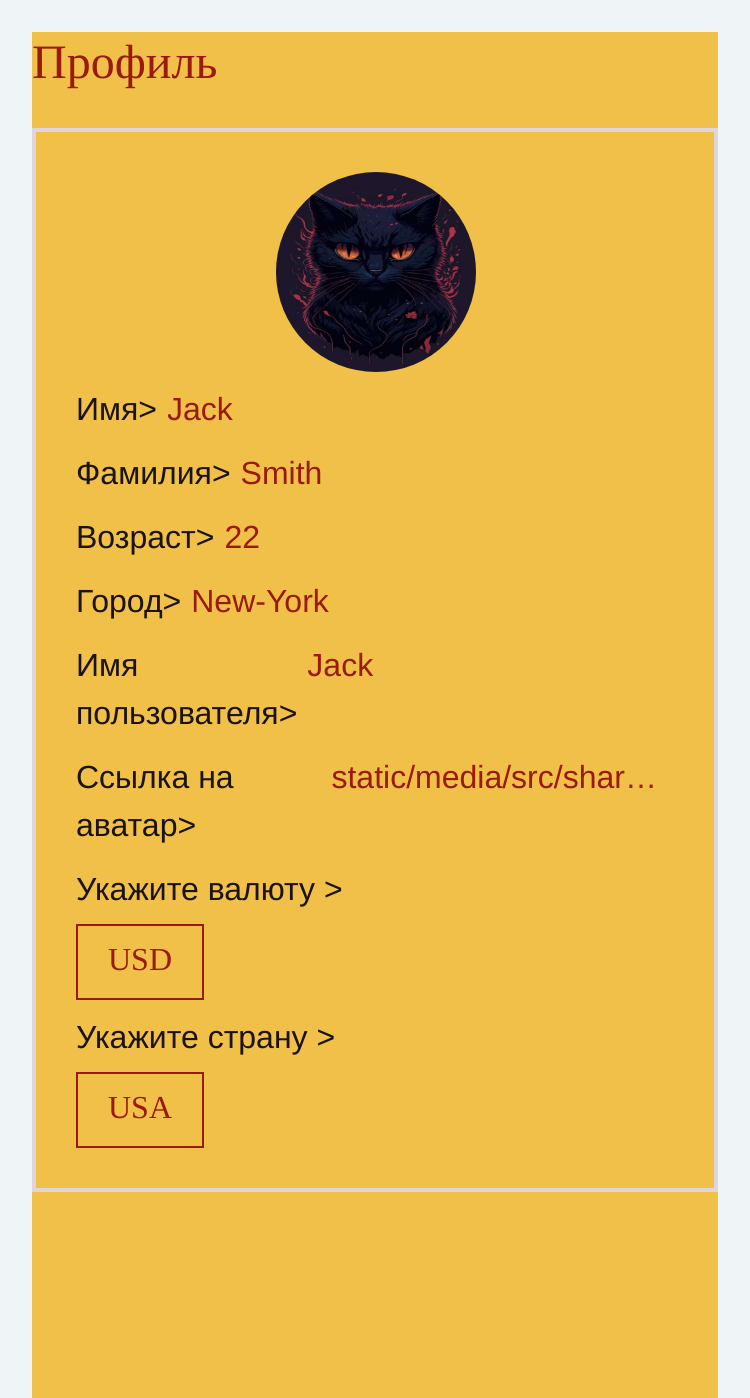 Профиль
Имя> Jack
Фамилия> Smith
Возраст> 22
Город> New-York
Имя Jack
пользователя>
Ссылка на static/media/src/shar…
аватар>
Укажите валюту >
USD
Укажите страну >
USA